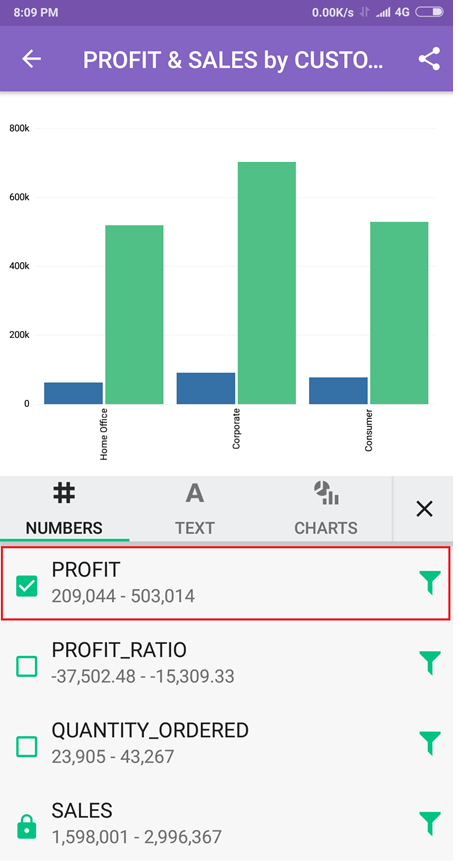 8:09 PM 0.00K/s 4G
PROFIT & SALES by CUSTO...
800k
600k
400k
200k
0
Home Office
Corporate
Consumer
NUMBERS
A
TEXT
CHARTS
PROFIT
209,044 - 503,014
PROFIT_RATIO
-37,502.48 - -15,309.33
QUANTITY_ORDERED
23,905 - 43,267
SALES
1,598,001 - 2,996,367